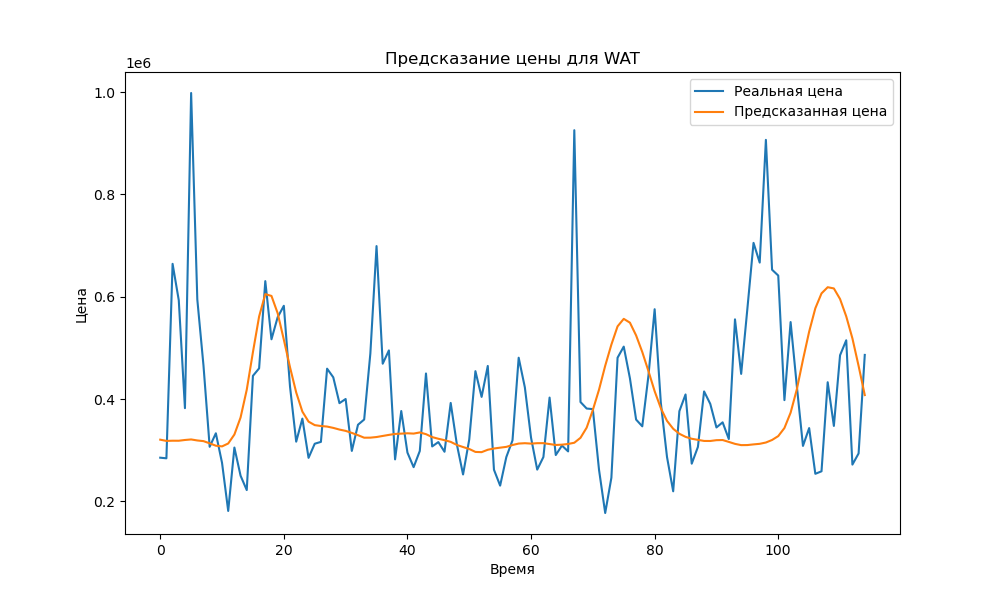 Предсказание цены для WAT
1e6
Реальная цена
Предсказанная цена
1.0
0.8
0.6
0.4
0.2
Цена
0 20 40 60 80 100
Время